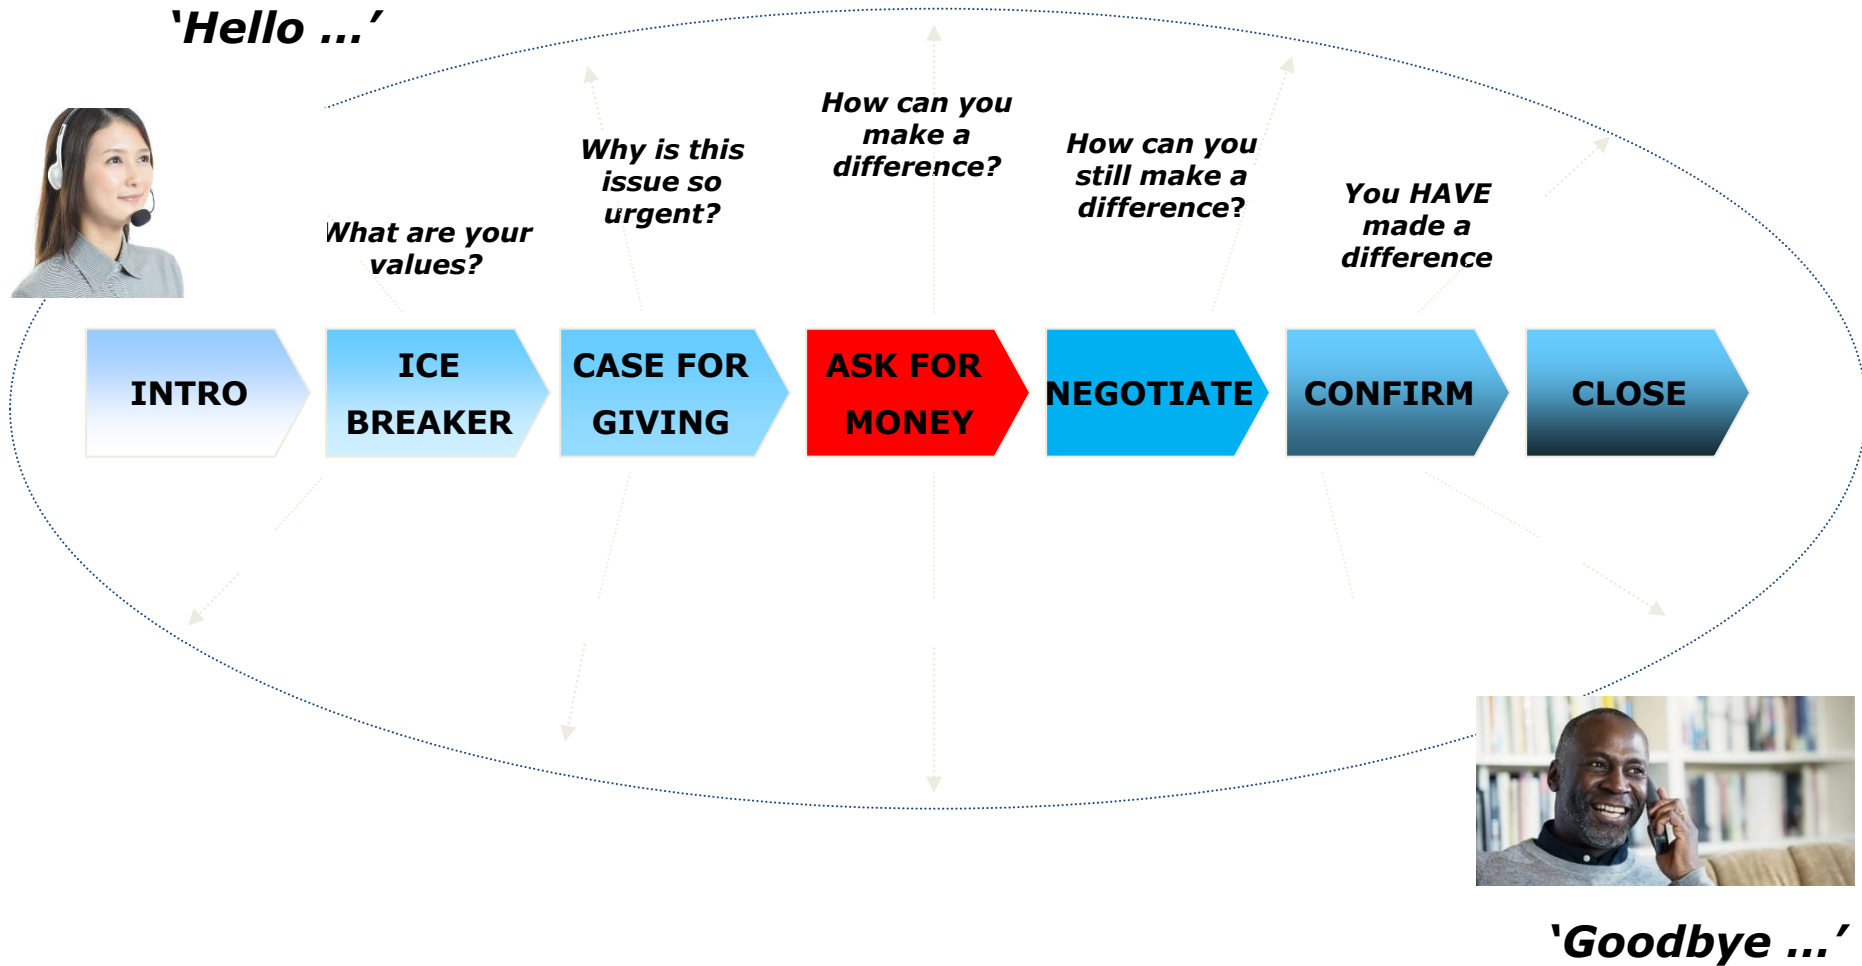 ‘Hello …’
How can you
make a
difference?
Why is this
issue so
urgent?
How can you
still make a
difference?
You HAVE
made a
difference
What are your
values?
INTRO
ICE
BREAKER
CASE FOR
GIVING
ASK FOR
MONEY
NEGOTIATE
CONFIRM
CLOSE
‘Goodbye …’